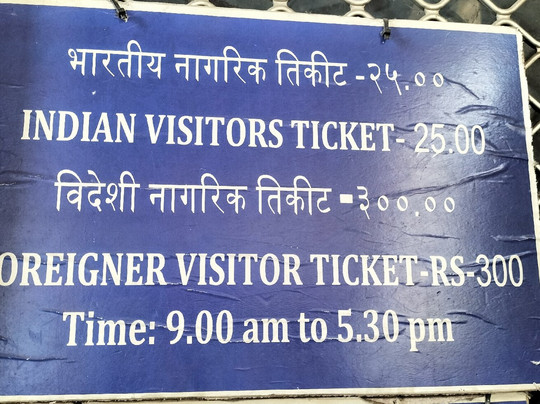 भारतीय नागरिक तिकीट -२५.००
INDIAN VISITORS TICKET- 25.00
विदेशी नागरिक तिकीट -३००.००
OREIGNER VISITOR TICKET-RS-300
Time: 9.00 am to 5.30 pm